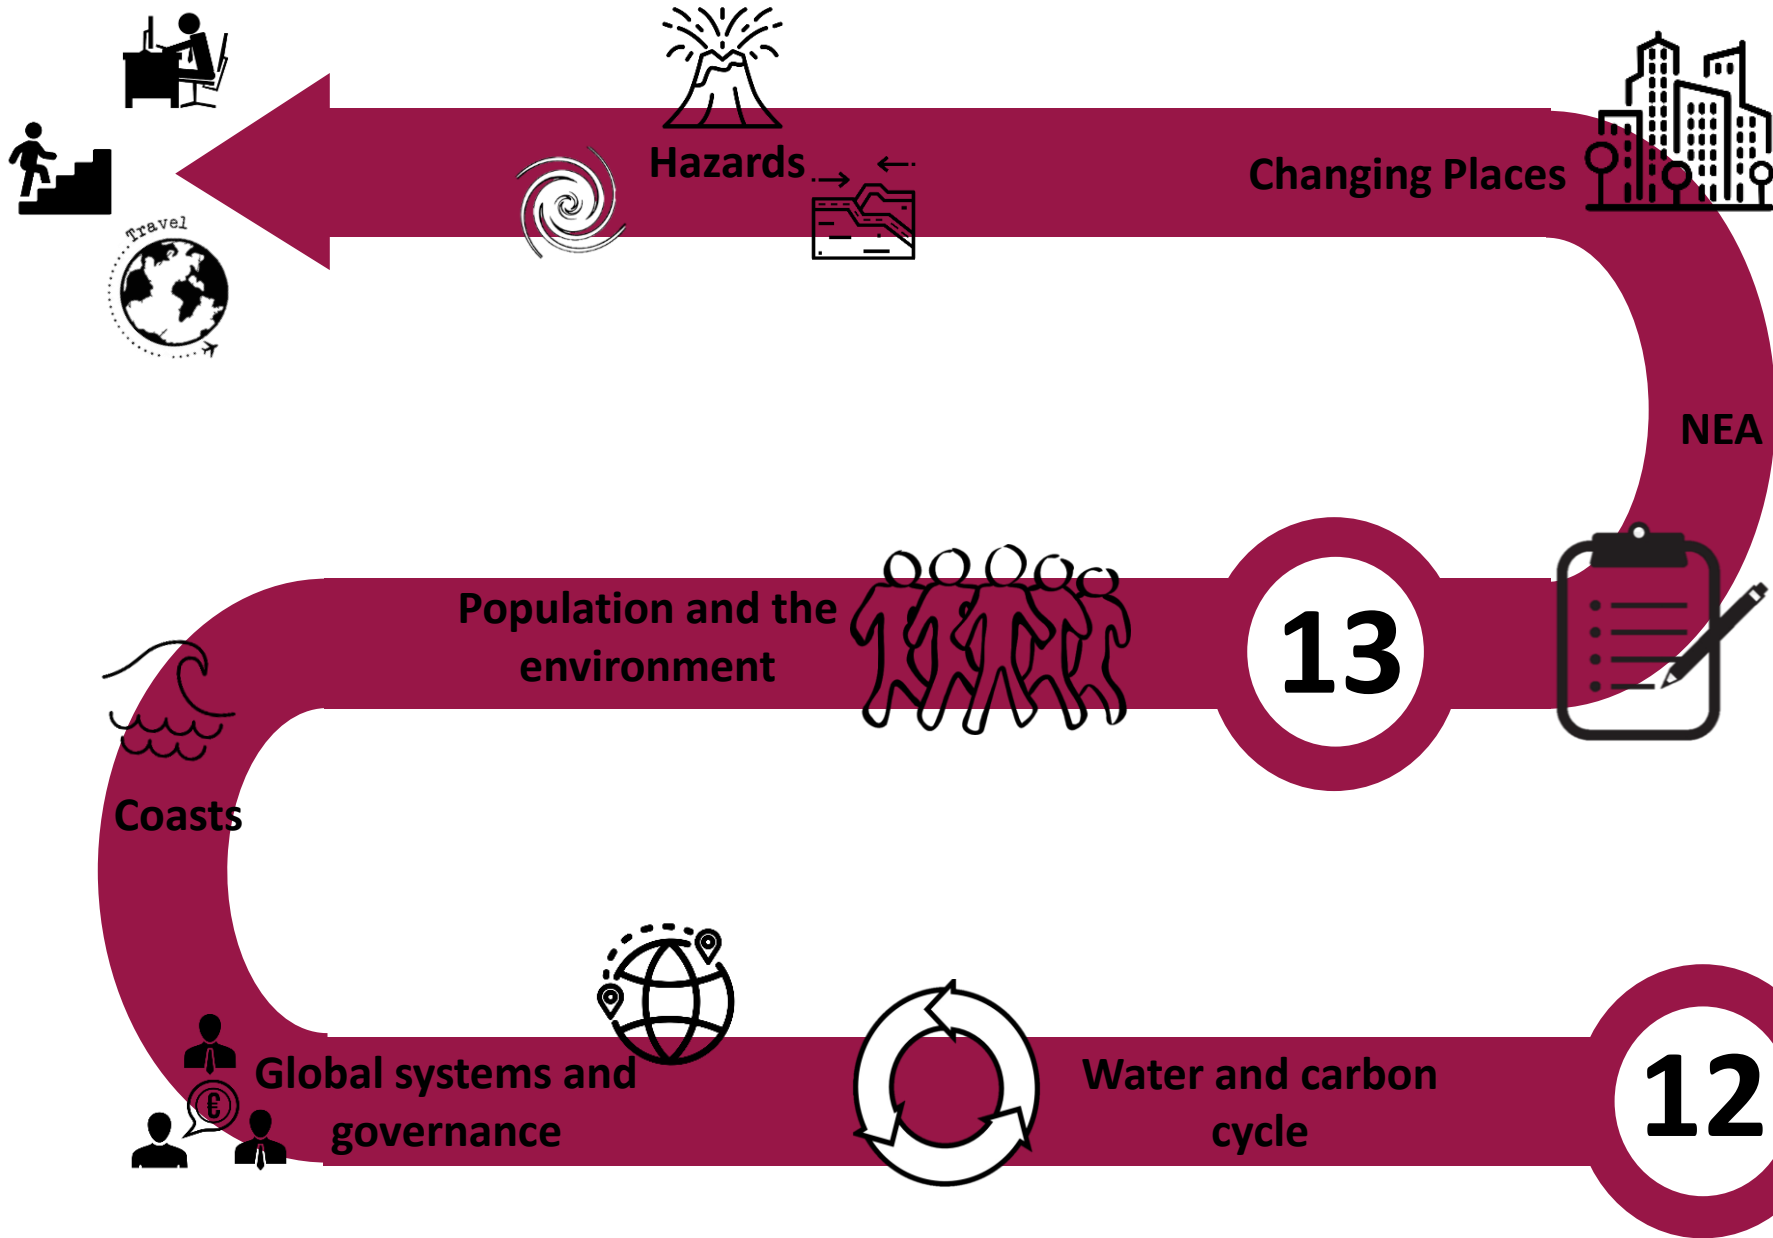 Travel
Hazards
Changing Places
NEA
Population and the
environment
13
Coasts
Global systems and
governance
€
Water and carbon
cycle
12